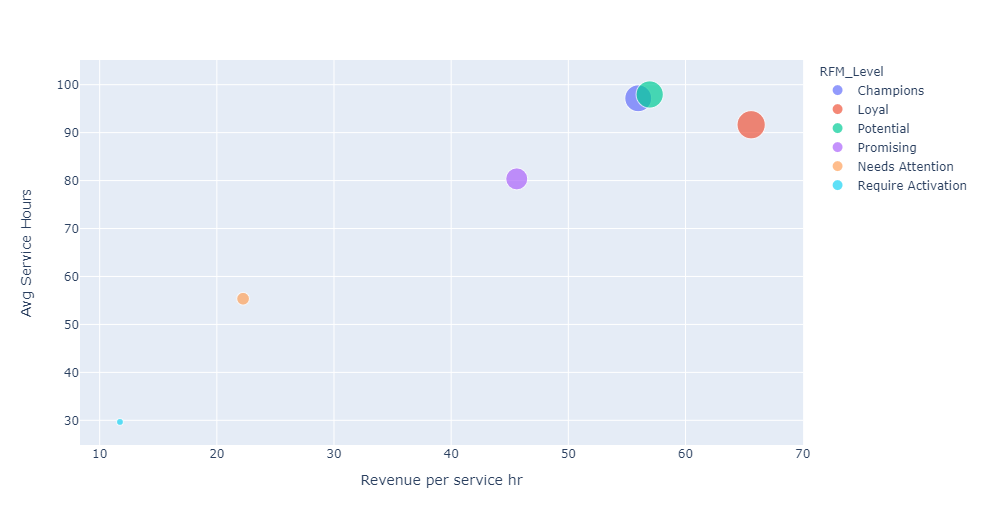 RFM_Level
Champions
Loyal
Potential
Promising
Needs Attention
Require Activation
Avg Service Hours
100
90
80
70
60
50
40
30
10 20 30 40 50 60 70
Revenue per service hr